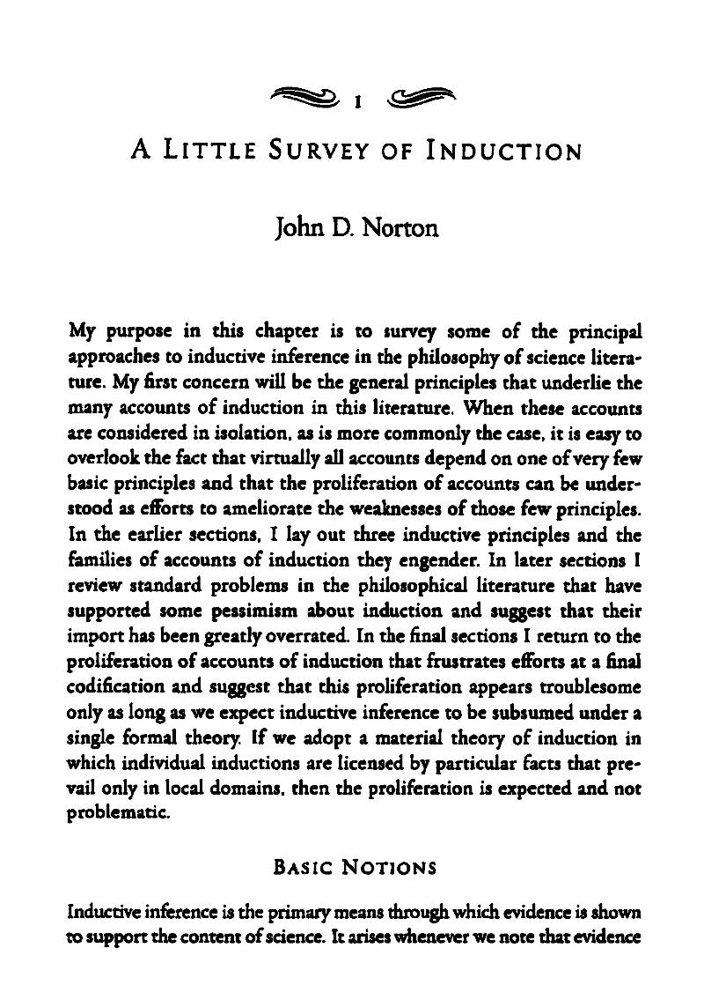 1
A LITTLE SURVEY OF INDUCTION
John D. Norton
My purpose in this chapter is to survey some of the principal
approaches to inductive inference in the philosophy of science litera-
ture. My first concern will be the general principles that underlie the
many accounts of induction in this literature. When these accounts
are considered in isolation, as is more commonly the case, it is easy to
overlook the fact that virtually all accounts depend on one of very few
basic principles and that the proliferation of accounts can be under-
stood as efforts to ameliorate the weaknesses of those few principles.
In the earlier sections, I lay out three inductive principles and the
families of accounts of induction they engender. In later sections I
review standard problems in the philosophical literature that have
supported some pessimism about induction and suggest that their
import has been greatly overrated. In the final sections I return to the
proliferation of accounts of induction that frustrates efforts at a final
codification and suggest that this proliferation appears troublesome
only as long as we expect inductive inference to be subsumed under a
single formal theory. If we adopt a material theory of induction in
which individual inductions are licensed by particular facts that pre-
vail only in local domains, then the proliferation is expected and not
problematic.
BASIC NOTIONS
Inductive inference is the primary means through which evidence is shown
to support the content of science. It arises whenever we note that evidence